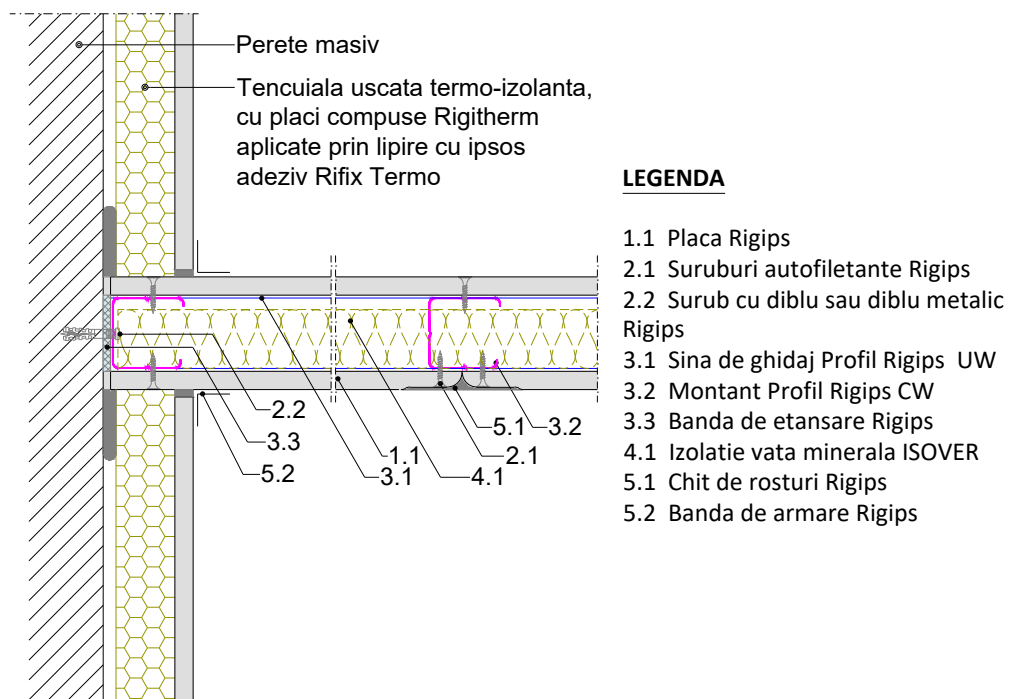 Perete masiv
Tencuiala uscata termo-izolanta,
cu placi compuse Rigitherm
aplicate prin lipire cu ipsos
adeziv Rifix Termo
LEGENDA
1.1 Placa Rigips
2.1 Suruburi autofiletante Rigips
2.2 Surub cu diblu sau diblu metalic
Rigips
3.1 Sina de ghidaj Profil Rigips UW
3.2 Montant Profil Rigips CW
3.3 Banda de etansare Rigips
4.1 Izolatie vata minerala ISOVER
5.1 Chit de rosturi Rigips
5.2 Banda de armare Rigips
2.2
3.3
5.2
1.1
3.1
4.1
5.1
2.1
3.2